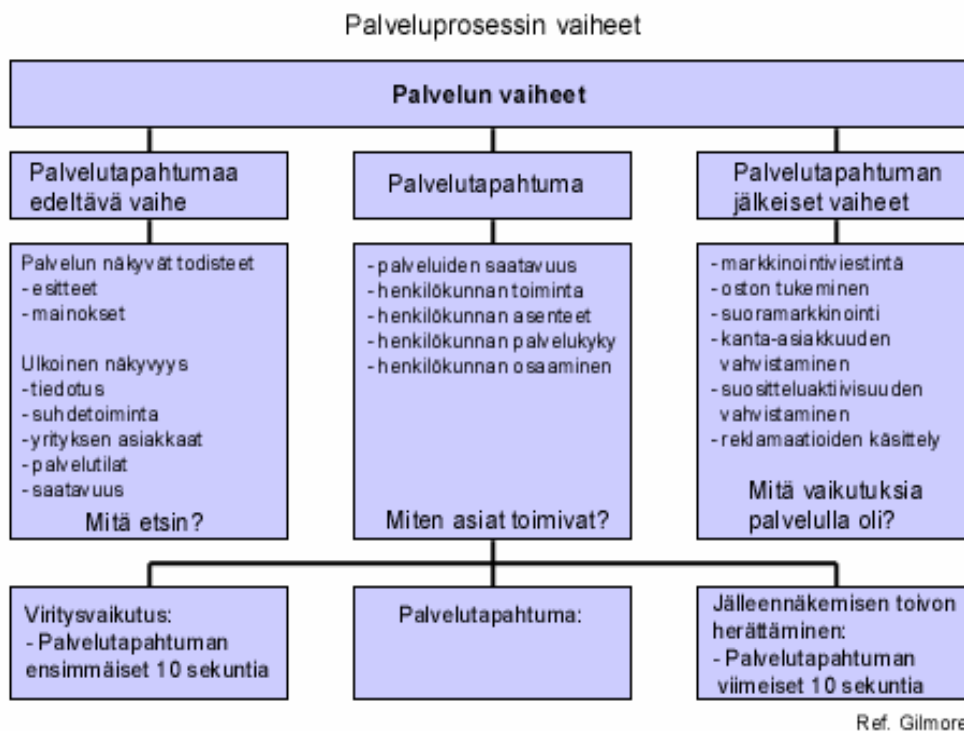 Palveluprosessin vaiheet
Palvelun vaiheet
Palvelutapahtumaa
edeltävä vaihe
Palvelun näkyvät todisteet
- esitteet
- mainokset
Ulkoinen näkyvyys
- tiedotus
- suhdetoiminta
- yrityksen asiakkaat
- palvelutilat
- saatavuus
Mitä etsin?
Palvelutapahtuma
- palveluiden saatavuus
- henkilökunnan toiminta
- henkilökunnan asenteet
- henkilökunnan palvelukyky
- henkilökunnan osaaminen
Miten asiat toimivat?
Palvelutapahtuman
jälkeiset vaiheet
- markkinointiviestintä
- oston tukeminen
- suoramarkkinointi
- kanta-asiakkuuden
vahvistaminen
- suositteluaktiivisuuden
vahvistaminen
- reklamaatioiden käsittely
Mitä vaikutuksia
palvelulla oli?
Viritysvaikutus:
- Palvelutapahtuman
ensimmäiset 10 sekuntia
Palvelutapahtuma:
Jälleennäkemisen toivon
herättäminen:
- Palvelutapahtuman
viimeiset 10 sekuntia
Ref. Gilmore